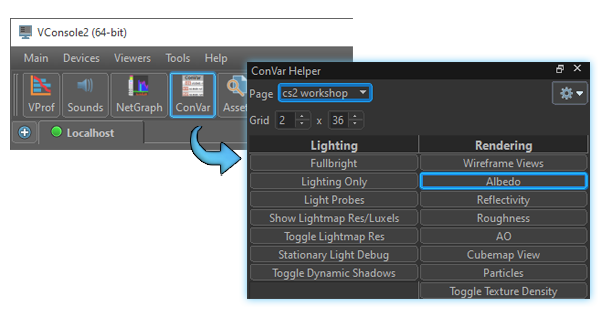 VConsole2 (64-bit)
Main Devices Viewers Tools Help
VProf Sounds NetGraph ConVar Asset
Localhost
ConVar Helper
Page cs2 workshop
Grid 2 x 36
Lighting Rendering
Fullbright Wireframe Views
Lighting Only Albedo
Light Probes Reflectivity
Show Lightmap Res/Luxels Roughness
Toggle Lightmap Res AO
Stationary Light Debug Cubemap View
Toggle Dynamic Shadows Particles
Toggle Texture Density